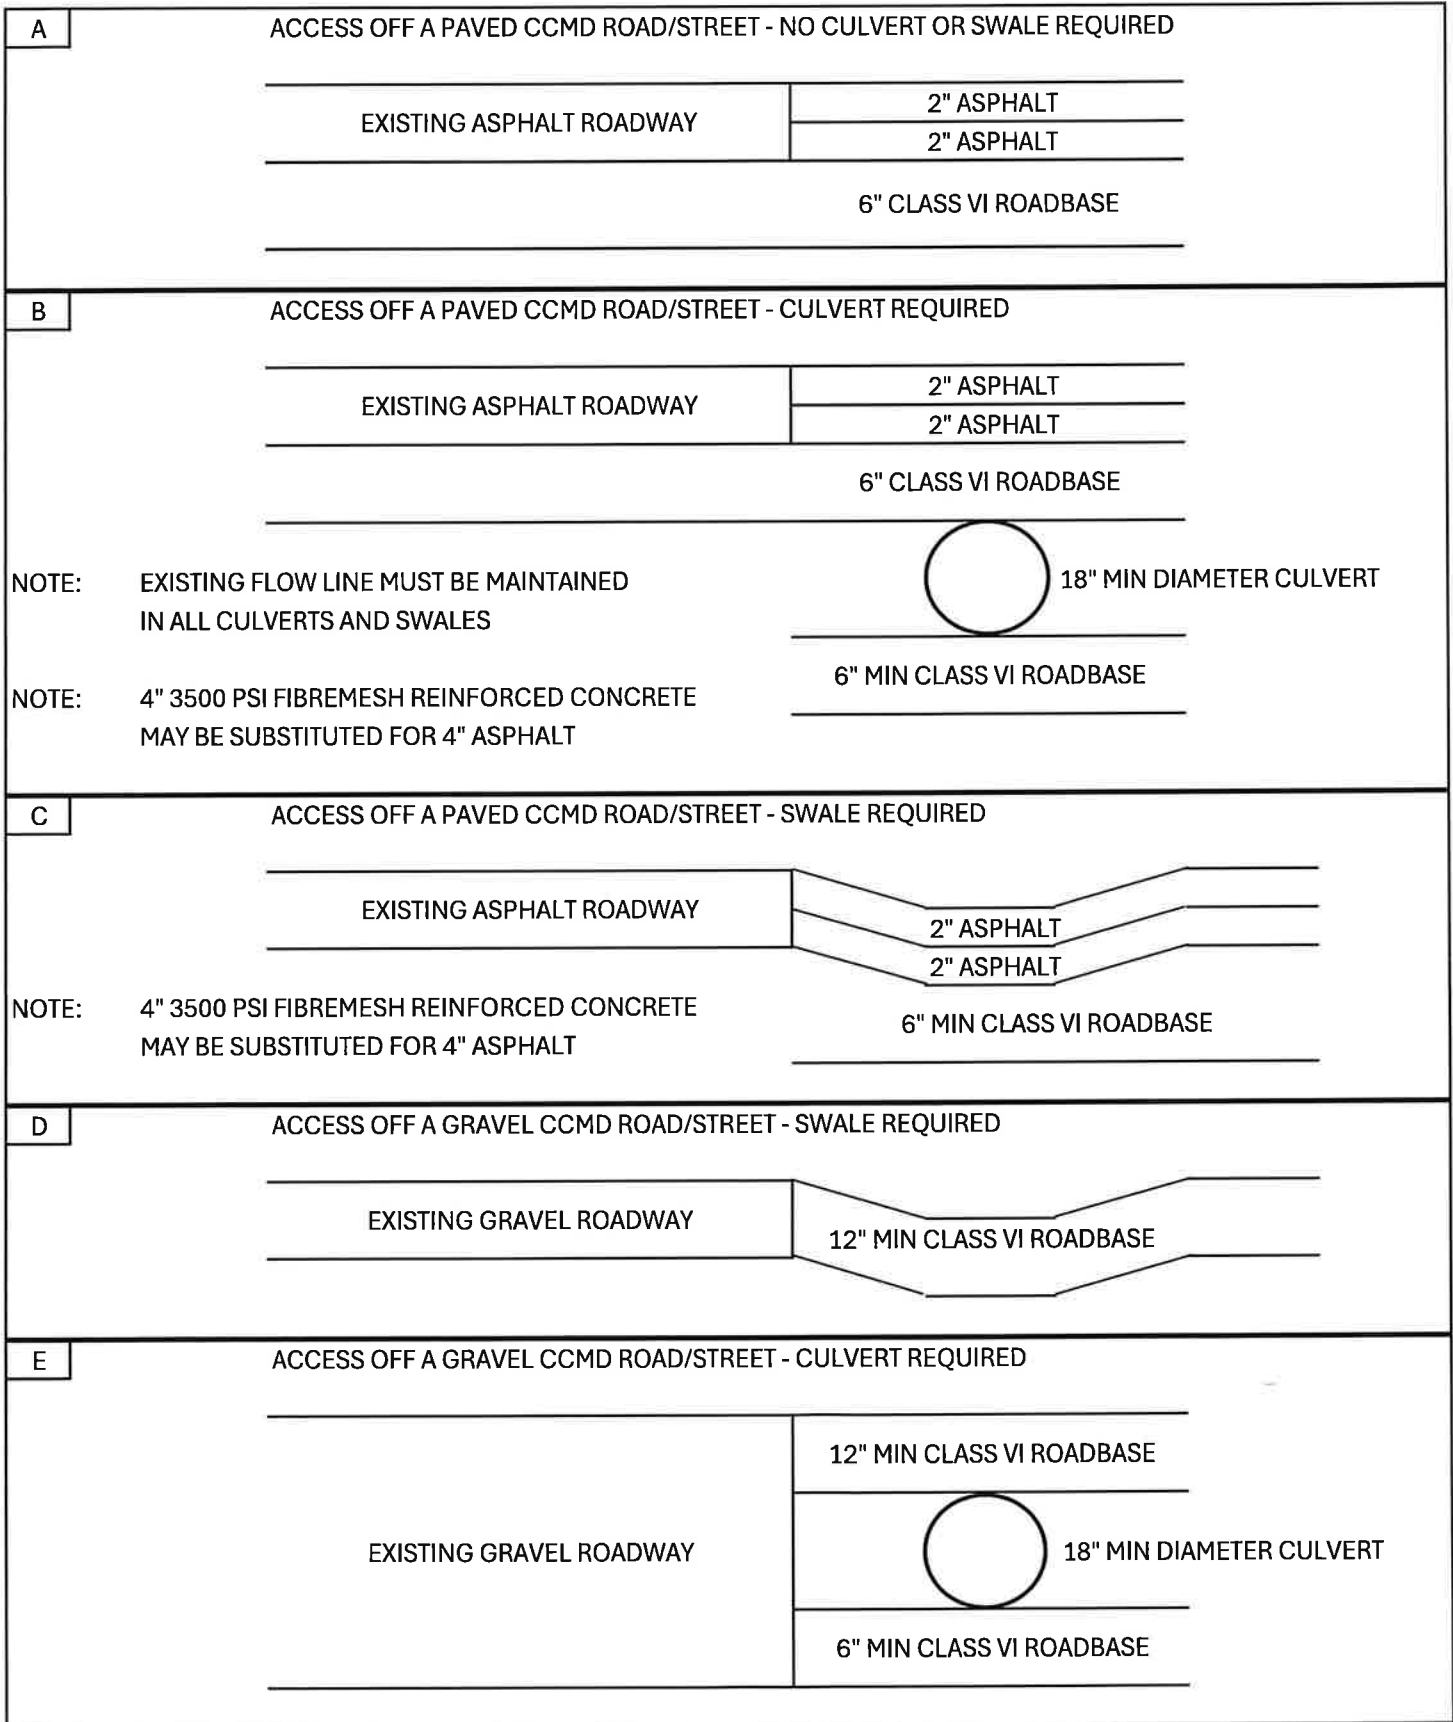 A
ACCESS OFF A PAVED CCMD ROAD/STREET - NO CULVERT OR SWALE REQUIRED
EXISTING ASPHALT ROADWAY
2" ASPHALT
2" ASPHALT
6" CLASS VI ROADBASE
B
ACCESS OFF A PAVED CCMD ROAD/STREET - CULVERT REQUIRED
EXISTING ASPHALT ROADWAY
2" ASPHALT
2" ASPHALT
6" CLASS VI ROADBASE
18" MIN DIAMETER CULVERT
6" MIN CLASS VI ROADBASE
NOTE: EXISTING FLOW LINE MUST BE MAINTAINED
IN ALL CULVERTS AND SWALES
NOTE: 4" 3500 PSI FIBREMESH REINFORCED CONCRETE
MAY BE SUBSTITUTED FOR 4" ASPHALT
C
ACCESS OFF A PAVED CCMD ROAD/STREET - SWALE REQUIRED
EXISTING ASPHALT ROADWAY
2" ASPHALT
2" ASPHALT
6" MIN CLASS VI ROADBASE
NOTE: 4" 3500 PSI FIBREMESH REINFORCED CONCRETE
MAY BE SUBSTITUTED FOR 4" ASPHALT
D
ACCESS OFF A GRAVEL CCMD ROAD/STREET - SWALE REQUIRED
EXISTING GRAVEL ROADWAY
12" MIN CLASS VI ROADBASE
E
ACCESS OFF A GRAVEL CCMD ROAD/STREET - CULVERT REQUIRED
12" MIN CLASS VI ROADBASE
EXISTING GRAVEL ROADWAY
18" MIN DIAMETER CULVERT
6" MIN CLASS VI ROADBASE